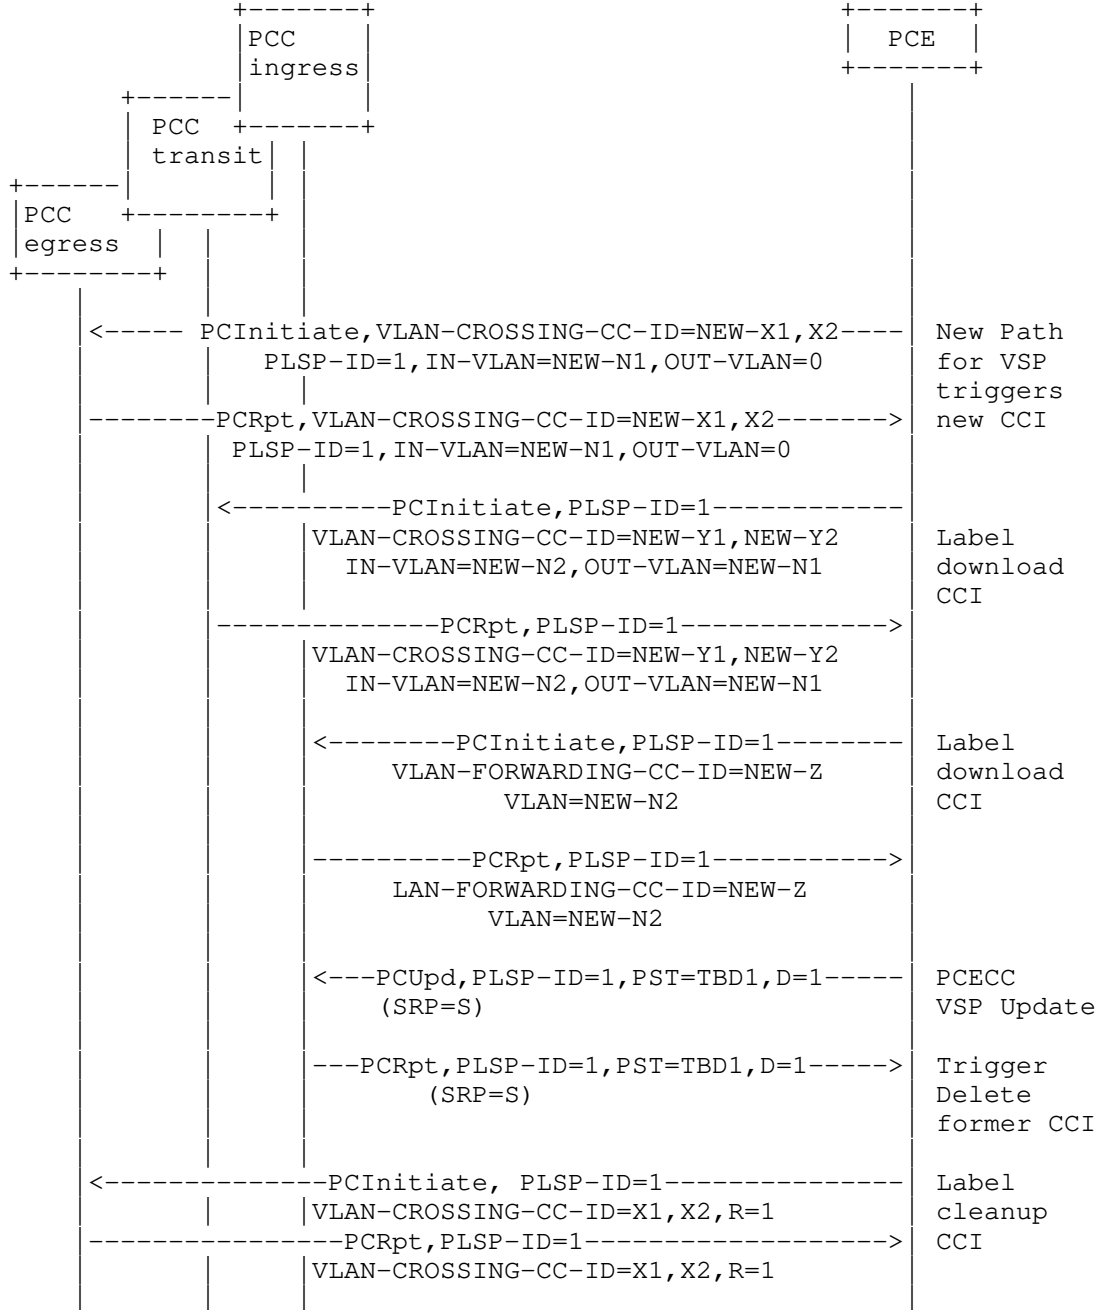 +-------+                              +-------+
|PCC    |                              |  PCE  |
|ingress|                              +-------+
+------|       |                                  |
| PCC  +-------+                                  |
| transit| |                                      |
+------|        | |                                      |
|PCC   +--------+ |                                      |
|egress  |  |     |                                      |
+--------+  |     |                                      |
|       |     |                                      |
|<----- PCInitiate,VLAN-CROSSING-CC-ID=NEW-X1,X2----| New Path
|       |  PLSP-ID=1,IN-VLAN=NEW-N1,OUT-VLAN=0      | for VSP
|       |     |                                     | triggers
|--------PCRpt,VLAN-CROSSING-CC-ID=NEW-X1,X2------->| new CCI
|       | PLSP-ID=1,IN-VLAN=NEW-N1,OUT-VLAN=0       |
|       |     |                                     |
|       |<----------PCInitiate,PLSP-ID=1------------|
|       |     |VLAN-CROSSING-CC-ID=NEW-Y1,NEW-Y2    | Label
|       |     |  IN-VLAN=NEW-N2,OUT-VLAN=NEW-N1     | download
|       |     |                                     | CCI
|       |--------------PCRpt,PLSP-ID=1------------->|
|       |     |VLAN-CROSSING-CC-ID=NEW-Y1,NEW-Y2    |
|       |     |  IN-VLAN=NEW-N2,OUT-VLAN=NEW-N1     |
|       |     |                                     |
|       |     |<--------PCInitiate,PLSP-ID=1--------| Label
|       |     |     VLAN-FORWARDING-CC-ID=NEW-Z     | download
|       |     |            VLAN=NEW-N2              | CCI
|       |     |                                     |
|       |     |----------PCRpt,PLSP-ID=1----------->|
|       |     |     LAN-FORWARDING-CC-ID=NEW-Z      |
|       |     |           VLAN=NEW-N2               |
|       |     |                                     |
|       |     |<---PCUpd,PLSP-ID=1,PST=TBD1,D=1-----| PCECC
|       |     |    (SRP=S)                          | VSP Update
|       |     |                                     |
|       |     |---PCRpt,PLSP-ID=1,PST=TBD1,D=1----->| Trigger
|       |     |       (SRP=S)                       | Delete
|       |     |                                     | former CCI
|       |     |                                     |
|<--------------PCInitiate, PLSP-ID=1---------------| Label
|       |     |VLAN-CROSSING-CC-ID=X1,X2,R=1        | cleanup
|----------------PCRpt,PLSP-ID=1------------------->| CCI
|       |     |VLAN-CROSSING-CC-ID=X1,X2,R=1        |
|       |     |                                     |